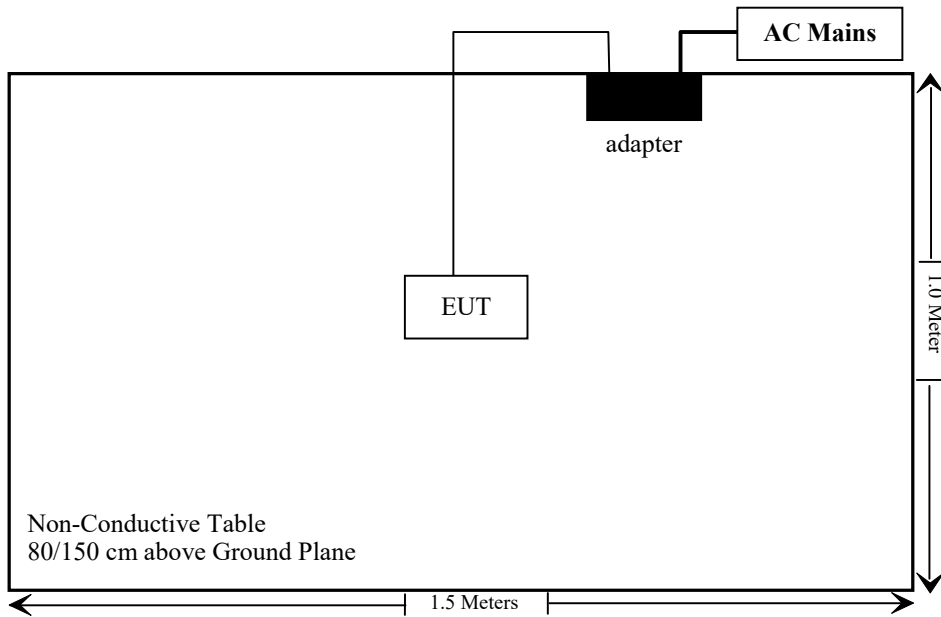 AC Mains
adapter
EUT
1.0 Meter
Non-Conductive Table
80/150 cm above Ground Plane
1.5 Meters